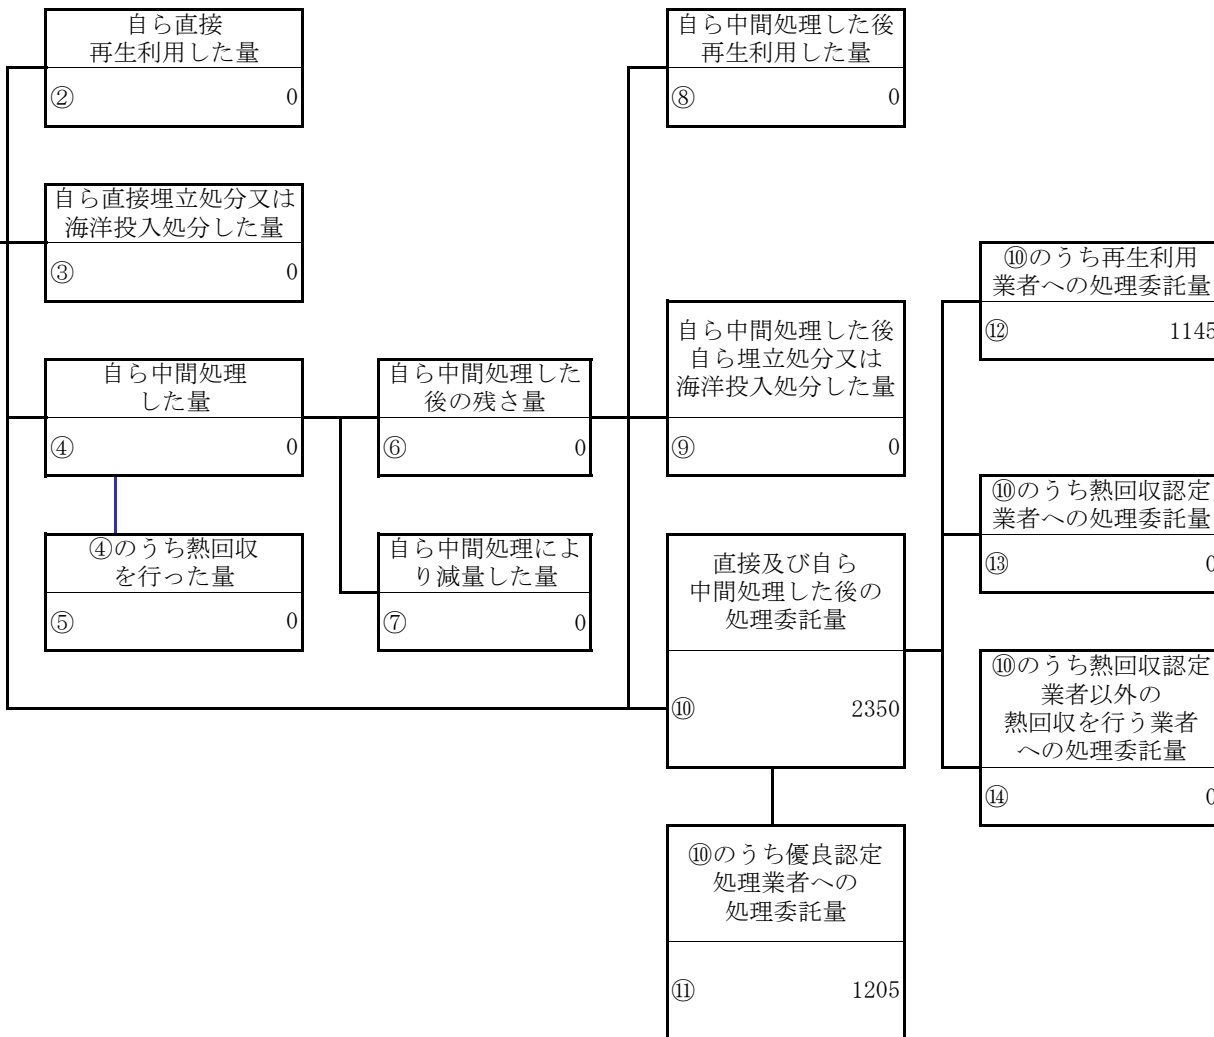 自ら直接
再生利用した量
② 0
自ら直接埋立処分又は
海洋投入処分した量
③ 0
自ら中間処理
した量
④ 0
④のうち熱回収
を行った量
⑤ 0
自ら中間処理した
後の残さ量
⑥ 0
自ら中間処理によ
り減量した量
⑦ 0
自ら中間処理した後
再生利用した量
⑧ 0
自ら中間処理した後
自ら埋立処分又は
海洋投入処分した量
⑨ 0
直接及び自ら
中間処理した後の
処理委託量
⑩ 2350
⑩のうち優良認定
処理業者への
処理委託量
⑪ 1205
⑩のうち再生利用
業者への処理委託量
⑫ 1145
⑩のうち熱回収認定
業者への処理委託量
⑬ 0
⑩のうち熱回収認定
業者以外の
熱回収を行う業者
への処理委託量
⑭ 0